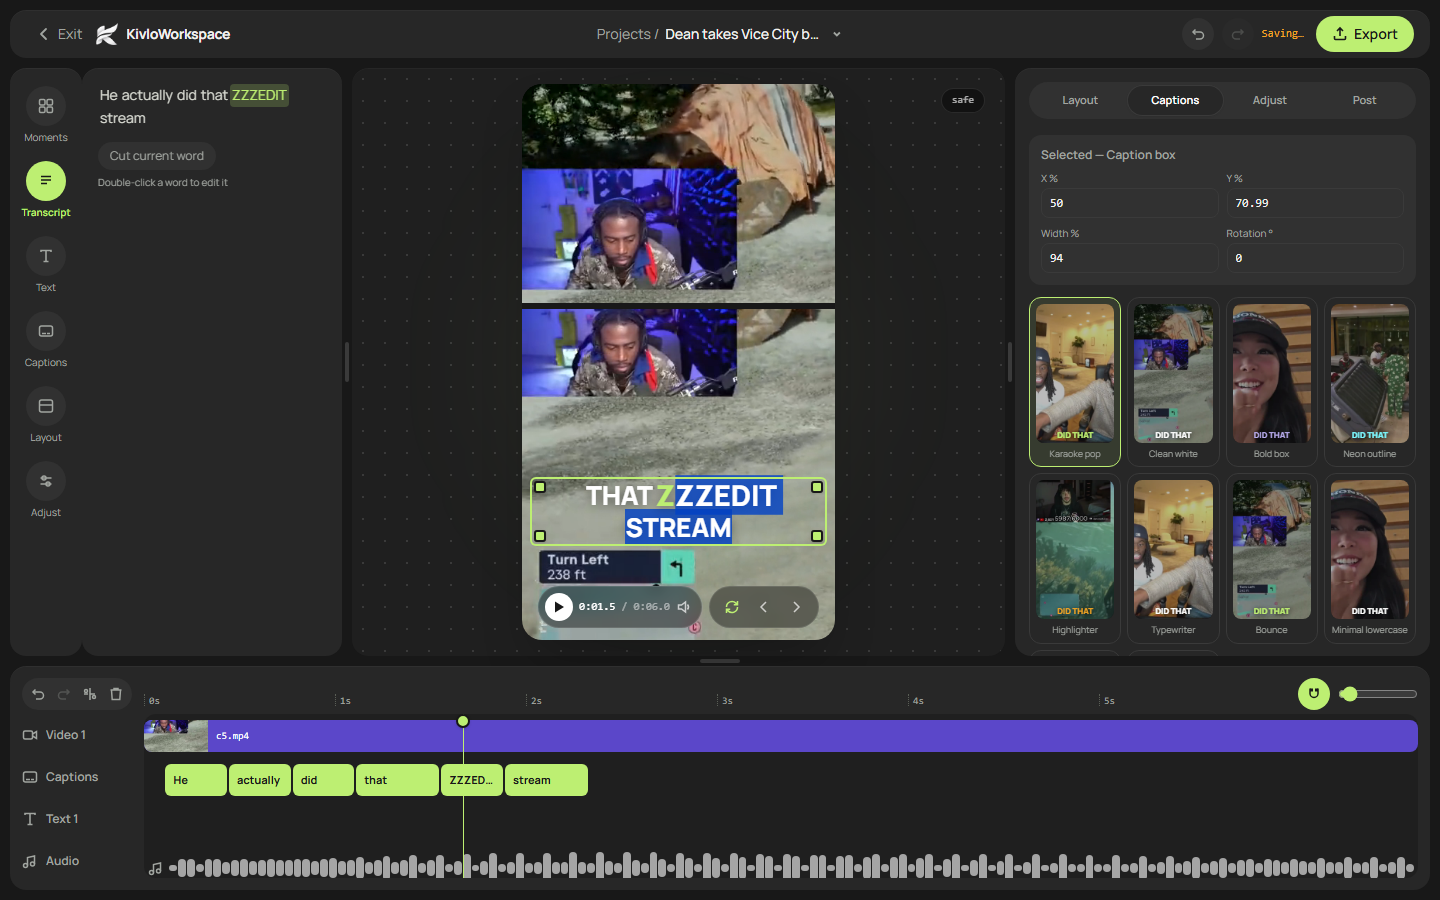 Exit
KivloWorkspace
Projects / Dean takes Vice City b...
Saving…
Export
Moments
Transcript
Text
Captions
Layout
Adjust
He actually did that ZZZEDIT
stream
Cut current word
Double-click a word to edit it
safe
THAT ZZZZEDIT
STREAM
Turn Left
238 ft
0:01.5 / 0:06.0
Layout
Captions
Adjust
Post
Selected — Caption box
X %
Y %
50
70.99
Width %
Rotation °
94
0
DID THAT
DID THAT
DID THAT
DID THAT
Karaoke pop
Clean white
Bold box
Neon outline
DID THAT
DID THAT
DID THAT
DID THAT
Highlighter
Typewriter
Bounce
Minimal lowercase
0s
1s
2s
3s
4s
5s
Video 1
c5.mp4
Captions
He
actually
did
that
ZZZED...
stream
Text 1
Audio